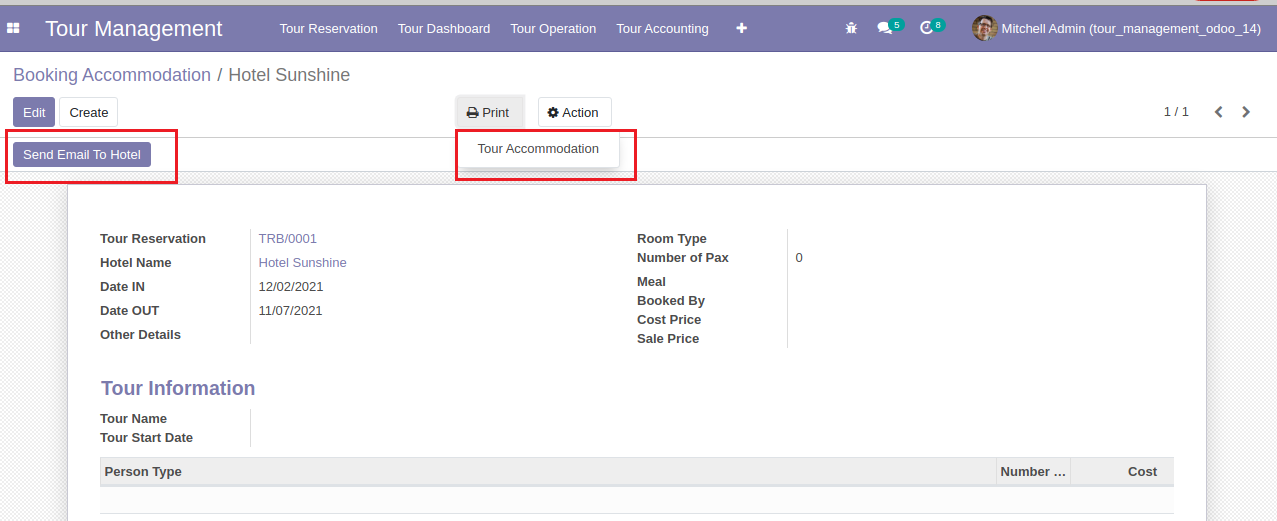 Tour Management Tour Reservation Tour Dashboard Tour Operation Tour Accounting 5 8 Mitchell Admin (tour_management_odoo_14)
Booking Accommodation / Hotel Sunshine
Edit Create Print Action 1 / 1
Send Email To Hotel Tour Accommodation
Tour Reservation TRB/0001
Hotel Name Hotel Sunshine
Date IN 12/02/2021
Date OUT 11/07/2021
Other Details
Room Type
Number of Pax 0
Meal
Booked By
Cost Price
Sale Price
Tour Information
Tour Name
Tour Start Date
Person Type Number ... Cost